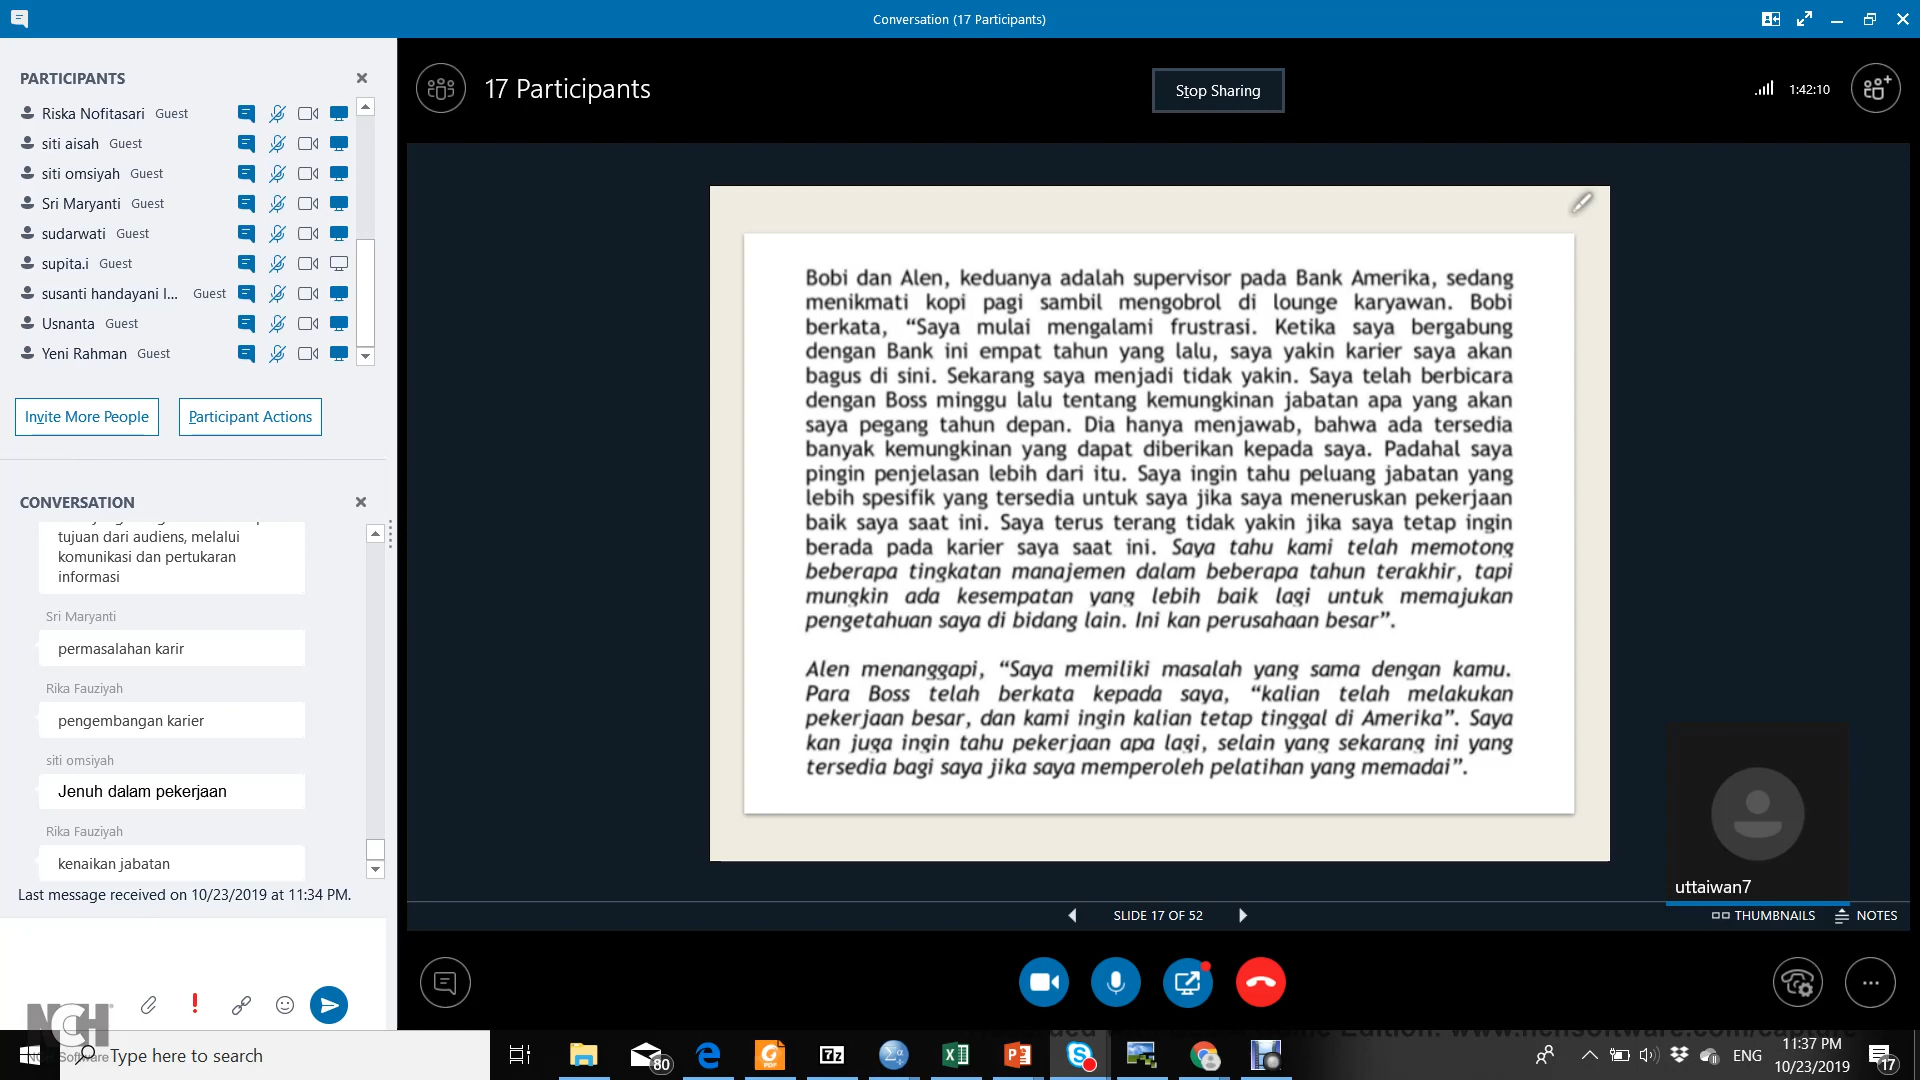 Conversation (17 Participants)
PARTICIPANTS
Riska Nofitasari Guest
siti aisah Guest
siti omsiyah Guest
Sri Maryanti Guest
sudarwati Guest
supita.i Guest
susanti handayani l... Guest
Usnanta Guest
Yeni Rahman Guest
Invite More People
Participant Actions
CONVERSATION
tujuan dari audiens, melalui
komunikasi dan pertukaran
informasi
Sri Maryanti
permasalahan karir
Rika Fauziyah
pengembangan karier
siti omsiyah
Jenuh dalam pekerjaan
Rika Fauziyah
kenaikan jabatan
Last message received on 10/23/2019 at 11:34 PM.
17 Participants
Stop Sharing
1:42:10
Bobi dan Alen, keduanya adalah supervisor pada Bank Amerika, sedang
menikmati kopi pagi sambil mengobrol di lounge karyawan. Bobi
berkata, “Saya mulai mengalami frustrasi. Ketika saya bergabung
dengan Bank ini empat tahun yang lalu, saya yakin karier saya akan
bagus di sini. Sekarang saya menjadi tidak yakin. Saya telah berbicara
dengan Boss minggu lalu tentang kemungkinan jabatan apa yang akan
saya pegang tahun depan. Dia hanya menjawab, bahwa ada tersedia
banyak kemungkinan yang dapat diberikan kepada saya. Padahal saya
pingin penjelasan lebih dari itu. Saya ingin tahu peluang jabatan yang
lebih spesifik yang tersedia untuk saya jika saya meneruskan pekerjaan
baik saya saat ini. Saya terus terang tidak yakin jika saya tetap ingin
berada pada karier saya saat ini. Saya tahu kami telah memotong
beberapa tingkatan manajemen dalam beberapa tahun terakhir, tapi
mungkin ada kesempatan yang lebih baik lagi untuk memajukan
pengetahuan saya di bidang lain. Ini kan perusahaan besar”.
Alen menanggapi, “Saya memiliki masalah yang sama dengan kamu.
Para Boss telah berkata kepada saya, “kalian telah melakukan
pekerjaan besar, dan kami ingin kalian tetap tinggal di Amerika”. Saya
kan juga ingin tahu pekerjaan apa lagi, selain yang sekarang ini yang
tersedia bagi saya jika saya memperoleh pelatihan yang memadai”.
uttaiwan7
SLIDE 17 OF 52
THUMBNAILS
NOTES
NCH
Software
Type here to search
80
7z
ENG
11:37 PM
10/23/2019
17